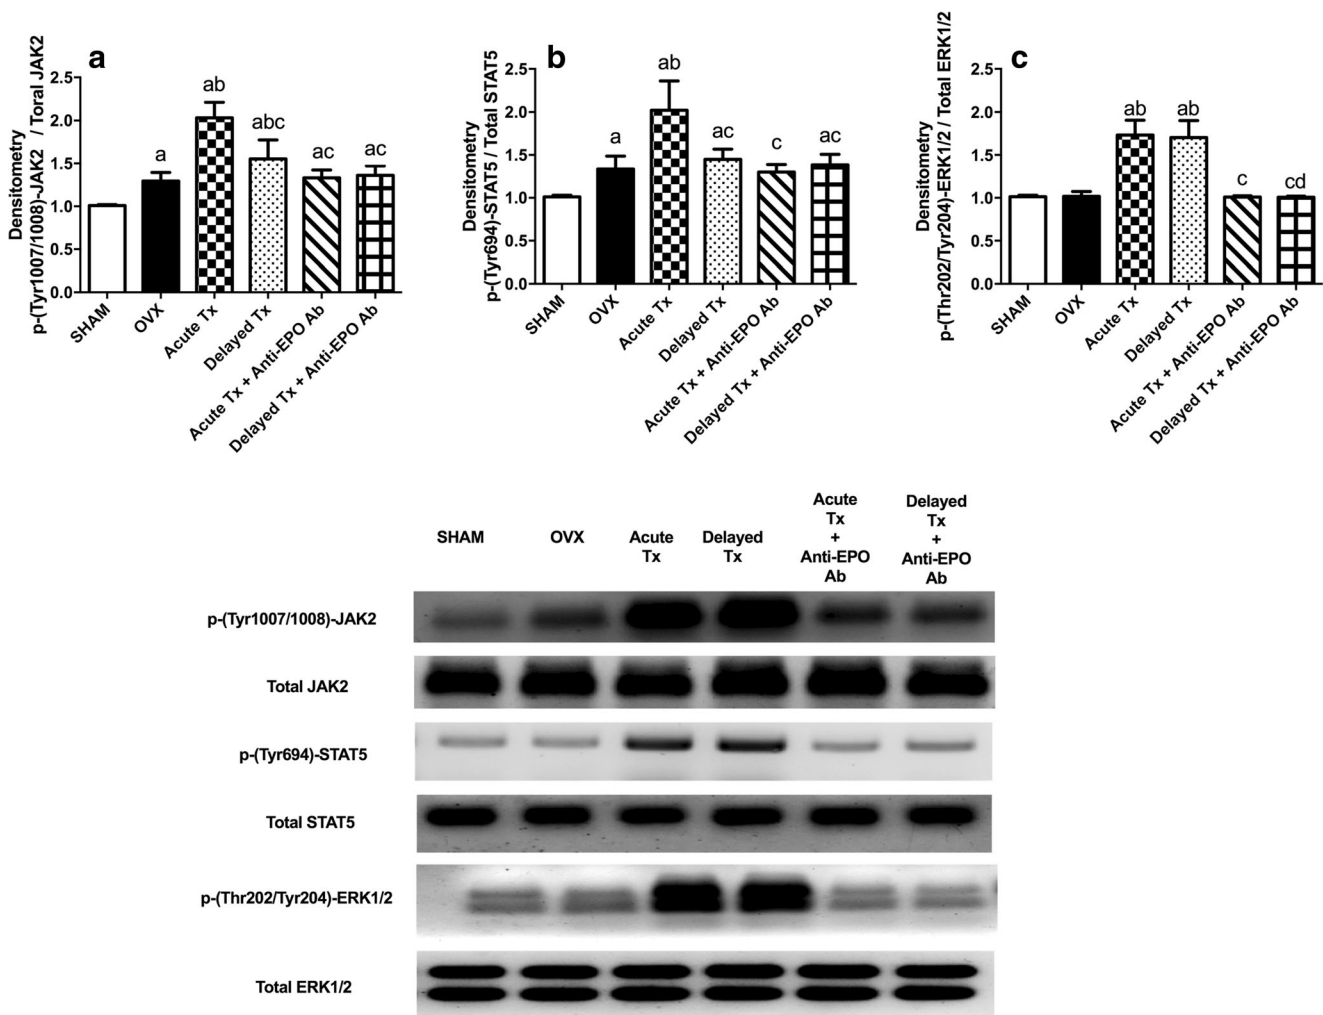 a
Densitometry
p-(Tyr1007/1008)-JAK2 / Toral JAK2
2.5
2.0
1.5
1.0
0.5
0.0
a
ab
abc
ac
ac
SHAM
OVX
Acute Tx
Delayed Tx
Acute Tx + Anti-EPO Ab
Delayed Tx + Anti-EPO Ab
b
Densitometry
p-(Tyr694)-STAT5 / Total STAT5
2.5
2.0
1.5
1.0
0.5
0.0
a
ab
ac
c
ac
SHAM
OVX
Acute Tx
Delayed Tx
Acute Tx + Anti-EPO Ab
Delayed Tx + Anti-EPO Ab
c
Densitometry
p-(Thr202/Tyr204)-ERK1/2 / Total ERK1/2
2.5
2.0
1.5
1.0
0.5
0.0
ab
ab
c
cd
SHAM
OVX
Acute Tx
Delayed Tx
Acute Tx + Anti-EPO Ab
Delayed Tx + Anti-EPO Ab
SHAM
OVX
Acute
Tx
Delayed
Tx
Acute
Tx
+
Anti-EPO
Ab
Delayed
Tx
+
Anti-EPO
Ab
p-(Tyr1007/1008)-JAK2
Total JAK2
p-(Tyr694)-STAT5
Total STAT5
p-(Thr202/Tyr204)-ERK1/2
Total ERK1/2